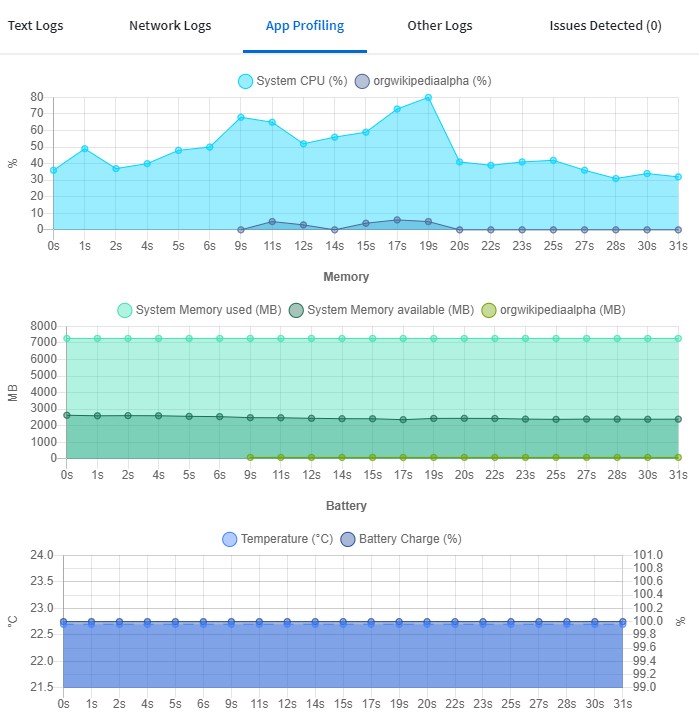 Text Logs Network Logs App Profiling Other Logs Issues Detected (0)
System CPU (%) orgwikipediaalpha (%)
80
70
60
50
40
30
20
10
0
%
0s 1s 2s 4s 5s 6s 9s 11s 12s 14s 15s 17s 19s 20s 22s 23s 25s 27s 28s 30s 31s
Memory
System Memory used (MB) System Memory available (MB) orgwikipediaalpha (MB)
8000
7000
6000
5000
4000
3000
2000
1000
0
MB
0s 1s 2s 4s 5s 6s 9s 11s 12s 14s 15s 17s 19s 20s 22s 23s 25s 27s 28s 30s 31s
Battery
Temperature (°C) Battery Charge (%)
24.0 101.0
100.8
23.5 100.6
100.4
23.0 100.2
100.0
22.5 99.8
99.6
22.0 99.4
99.2
21.5 99.0
°C %
0s 1s 2s 4s 5s 6s 9s 11s 12s 14s 15s 17s 19s 20s 22s 23s 25s 27s 28s 30s 31s